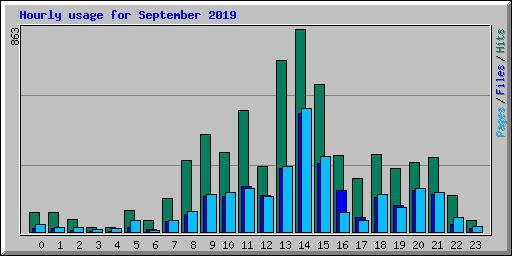 Hourly usage for September 2019
863
Pages / Files / Hits
0 1 2 3 4 5 6 7 8 9 10 11 12 13 14 15 16 17 18 19 20 21 22 23